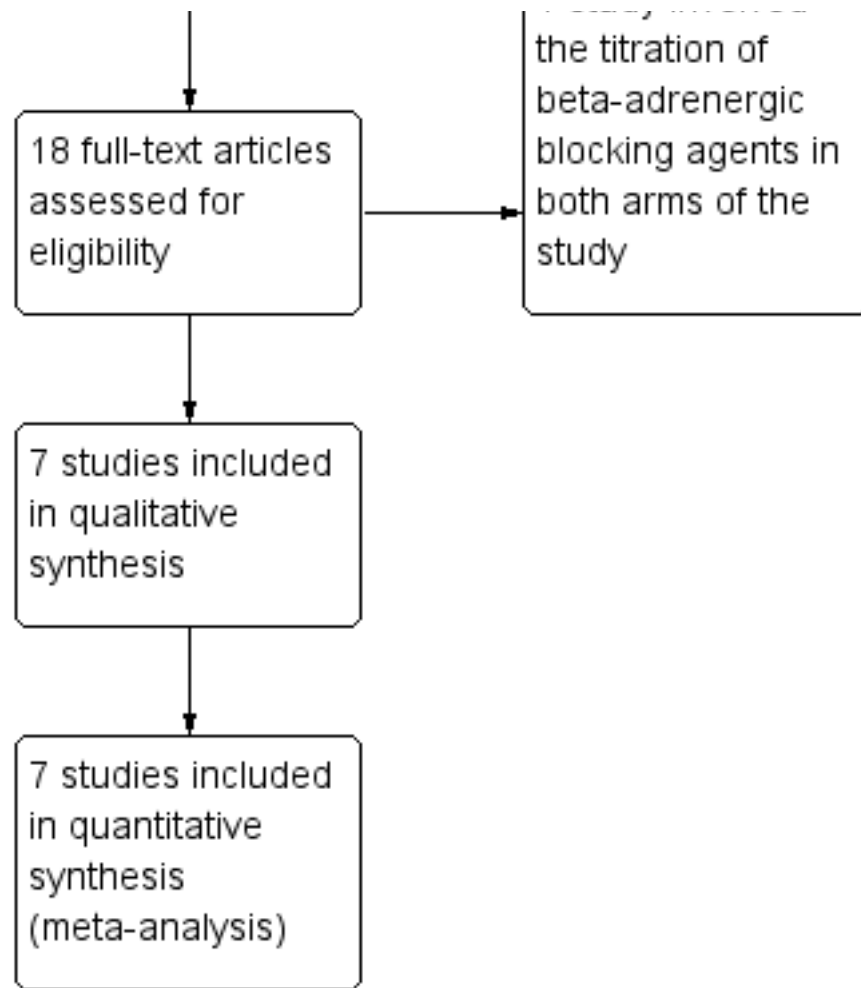 the titration of
beta-adrenergic
blocking agents in
both arms of the
study
18 full-text articles
assessed for
eligibility
7 studies included
in qualitative
synthesis
7 studies included
in quantitative
synthesis
(meta-analysis)